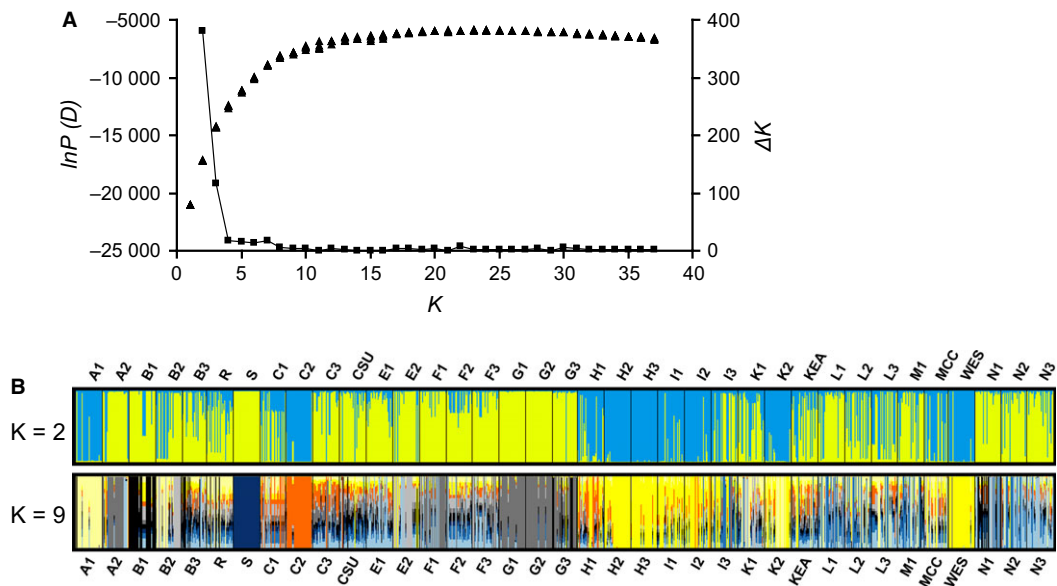 A
–5000
–10 000
–15 000
–20 000
–25 000
lnP (D)
400
300
200
100
0
ΔK
0 5 10 15 20 25 30 35 40
K
A1 A2 B1 B2 B3 R S C1 C2 C3 CSU E1 E2 F1 F2 F3 G1 G2 G3 H1 H2 H3 I1 I2 I3 K1 K2 KEA L1 L2 L3 M1 MCC WES N1 N2 N3
B
K = 2
K = 9
A1 A2 B1 B2 B3 R S C1 C2 C3 CSU E1 E2 F1 F2 F3 G1 G2 G3 H1 H2 H3 I1 I2 I3 K1 K2 KEA L1 L2 L3 M1 MCC WES N1 N2 N3